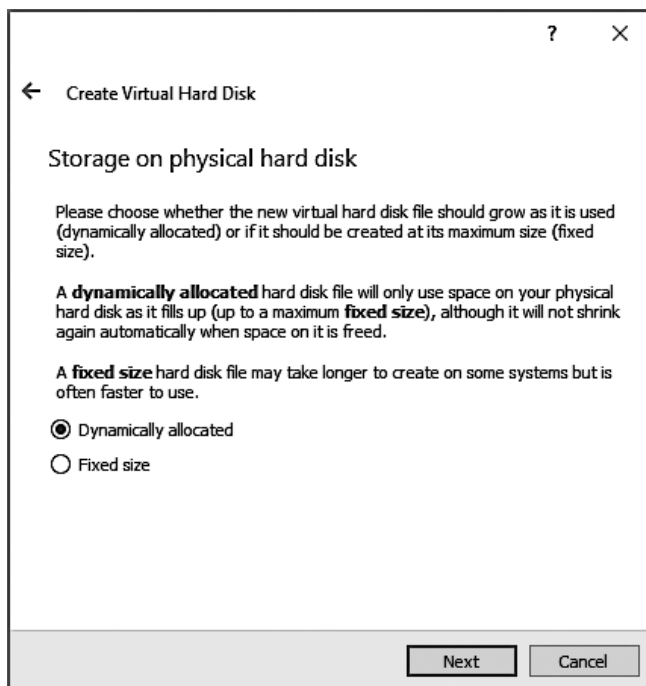 ?
Create Virtual Hard Disk
Storage on physical hard disk
Please choose whether the new virtual hard disk file should grow as it is used
(dynamically allocated) or if it should be created at its maximum size (fixed
size).
A dynamically allocated hard disk file will only use space on your physical
hard disk as it fills up (up to a maximum fixed size), although it will not shrink
again automatically when space on it is freed.
A fixed size hard disk file may take longer to create on some systems but is
often faster to use.
Dynamically allocated
Fixed size
Next Cancel